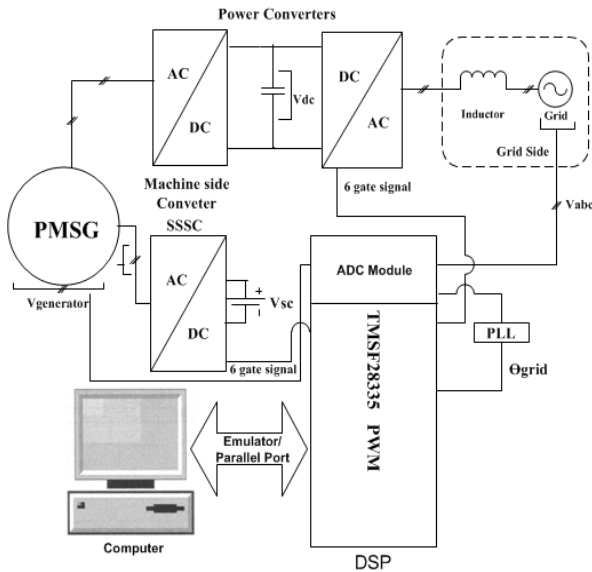 Power Converters
AC
DC
Vdc
DC
AC
Inductor
Grid
Grid Side
Machine side
Conveter
SSSC
6 gate signal
Vabc
PMSG
AC
DC
Vsc
ADC Module
Vgenerator
PLL
6 gate signal
TMSF28335 PWM
Θgrid
Emulator/
Parallel Port
Computer
DSP